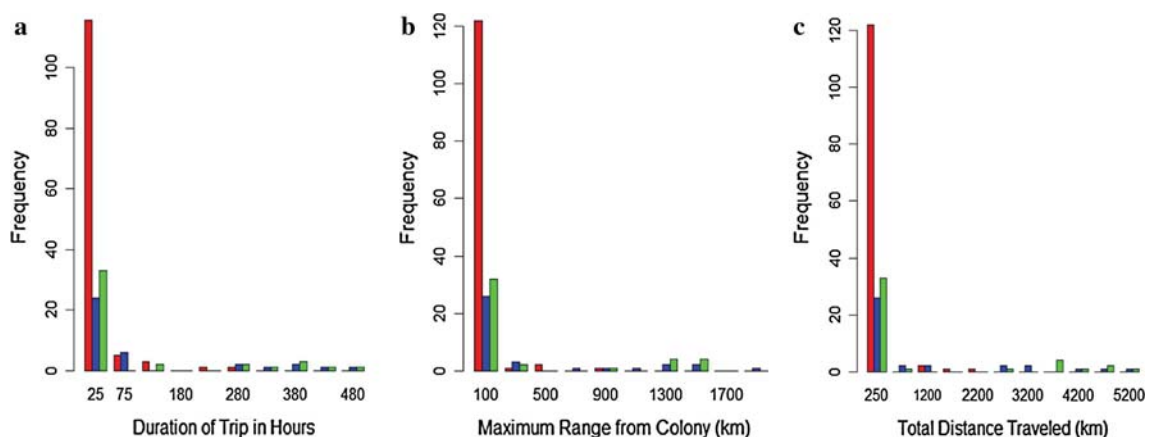 a
Frequency
0 20 40 60 80 100
25 75 180 280 380 480
Duration of Trip in Hours
b
Frequency
0 20 40 60 80 100 120
100 500 900 1300 1700
Maximum Range from Colony (km)
c
Frequency
0 20 40 60 80 100 120
250 1200 2200 3200 4200 5200
Total Distance Traveled (km)